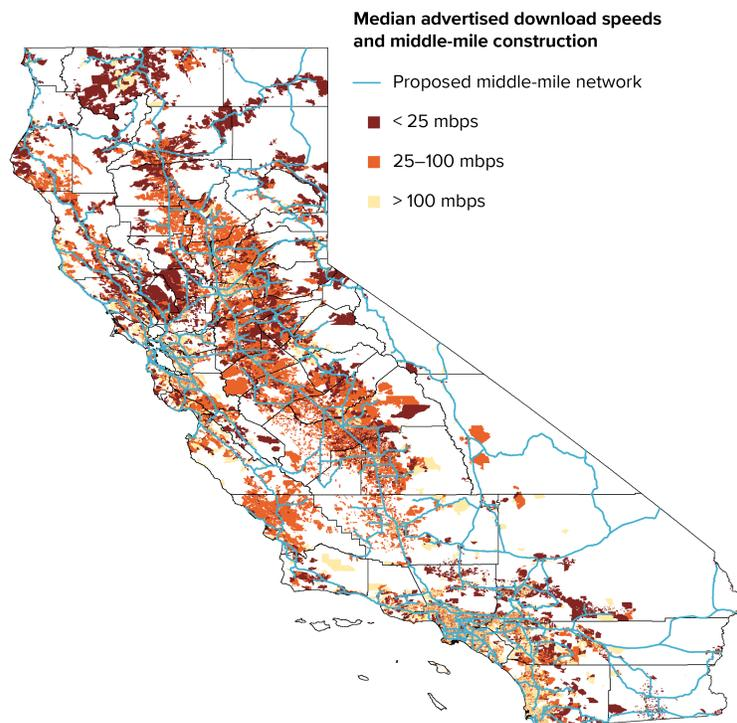 Median advertised download speeds
and middle-mile construction
Proposed middle-mile network
< 25 mbps
25–100 mbps
> 100 mbps